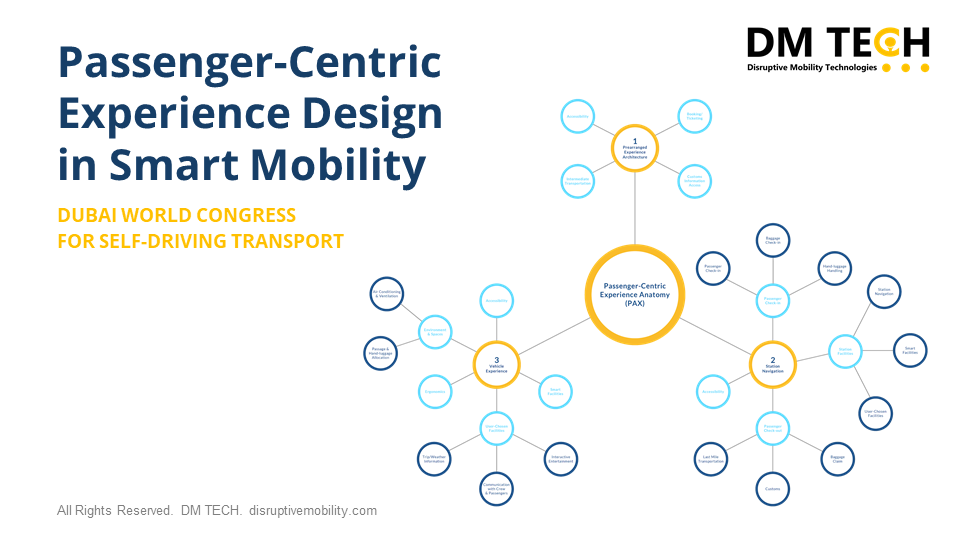 Passenger-Centric
Experience Design
in Smart Mobility
DUBAI WORLD CONGRESS
FOR SELF-DRIVING TRANSPORT
DM TECH
Disruptive Mobility Technologies
Accessibility
Booking/
Ticketing
1
Prearranged
Experience
Architecture
Intermodal
Transportation
Customer
Information
Access
Passenger-Centric
Experience Anatomy
(PAX)
Baggage
Check-in
Passenger
Check-in
Hand luggage
Handling
Passenger
Check-in
Station
Navigation
Station
Facilities
Smart
Facilities
User-Chosen
Facilities
2
Station
Navigation
Accessibility
Passenger
Check-out
Last Mile
Transportation
Baggage
Claim
Customs
Air Conditioning
& Ventilation
Accessibility
Environment
Package &
Hand luggage
Allocation
3
Vehicle
Experience
Ergonomics
Smart
Facilities
User-Chosen
Facilities
Trip/Weather
Information
Interactive
Entertainment
Communication
with Crew
& Passengers
All Rights Reserved. DM TECH. disruptivemobility.com